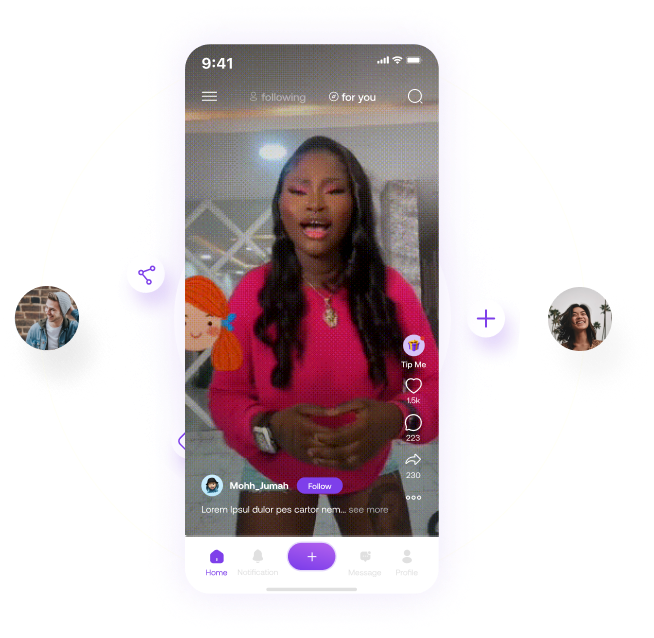 9:41
following
for you
Tip Me
1.5k
223
230
Mohh_Jumah
Follow
Lorem Ipsul dulor pes cartor nem... see more
Home
Notification
Message
Profile